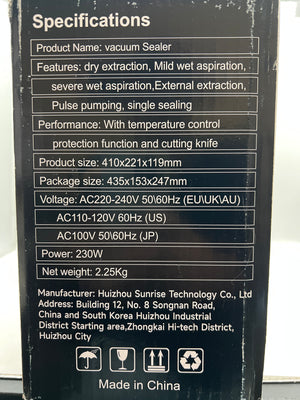 Specifications
Product Name: vacuum Sealer
Features: dry extraction, Mild wet aspiration,
severe wet aspiration,External extraction,
Pulse pumping, single sealing
Performance: With temperature control
protection function and cutting knife
Product size: 410x221x119mm
Package size: 435x153x247mm
Voltage: AC220-240V 50\60Hz (EU\UK\AU)
AC110-120V 60Hz (US)
AC100V 50\60Hz (JP)
Power: 230W
Net weight: 2.25Kg
Manufacturer: Huizhou Sunrise Technology Co., Ltd
Address: Building 12, No. 8 Songnan Road,
China and South Korea Huizhou Industrial
District Starting area,Zhongkai Hi-tech District,
Huizhou City
Made in China